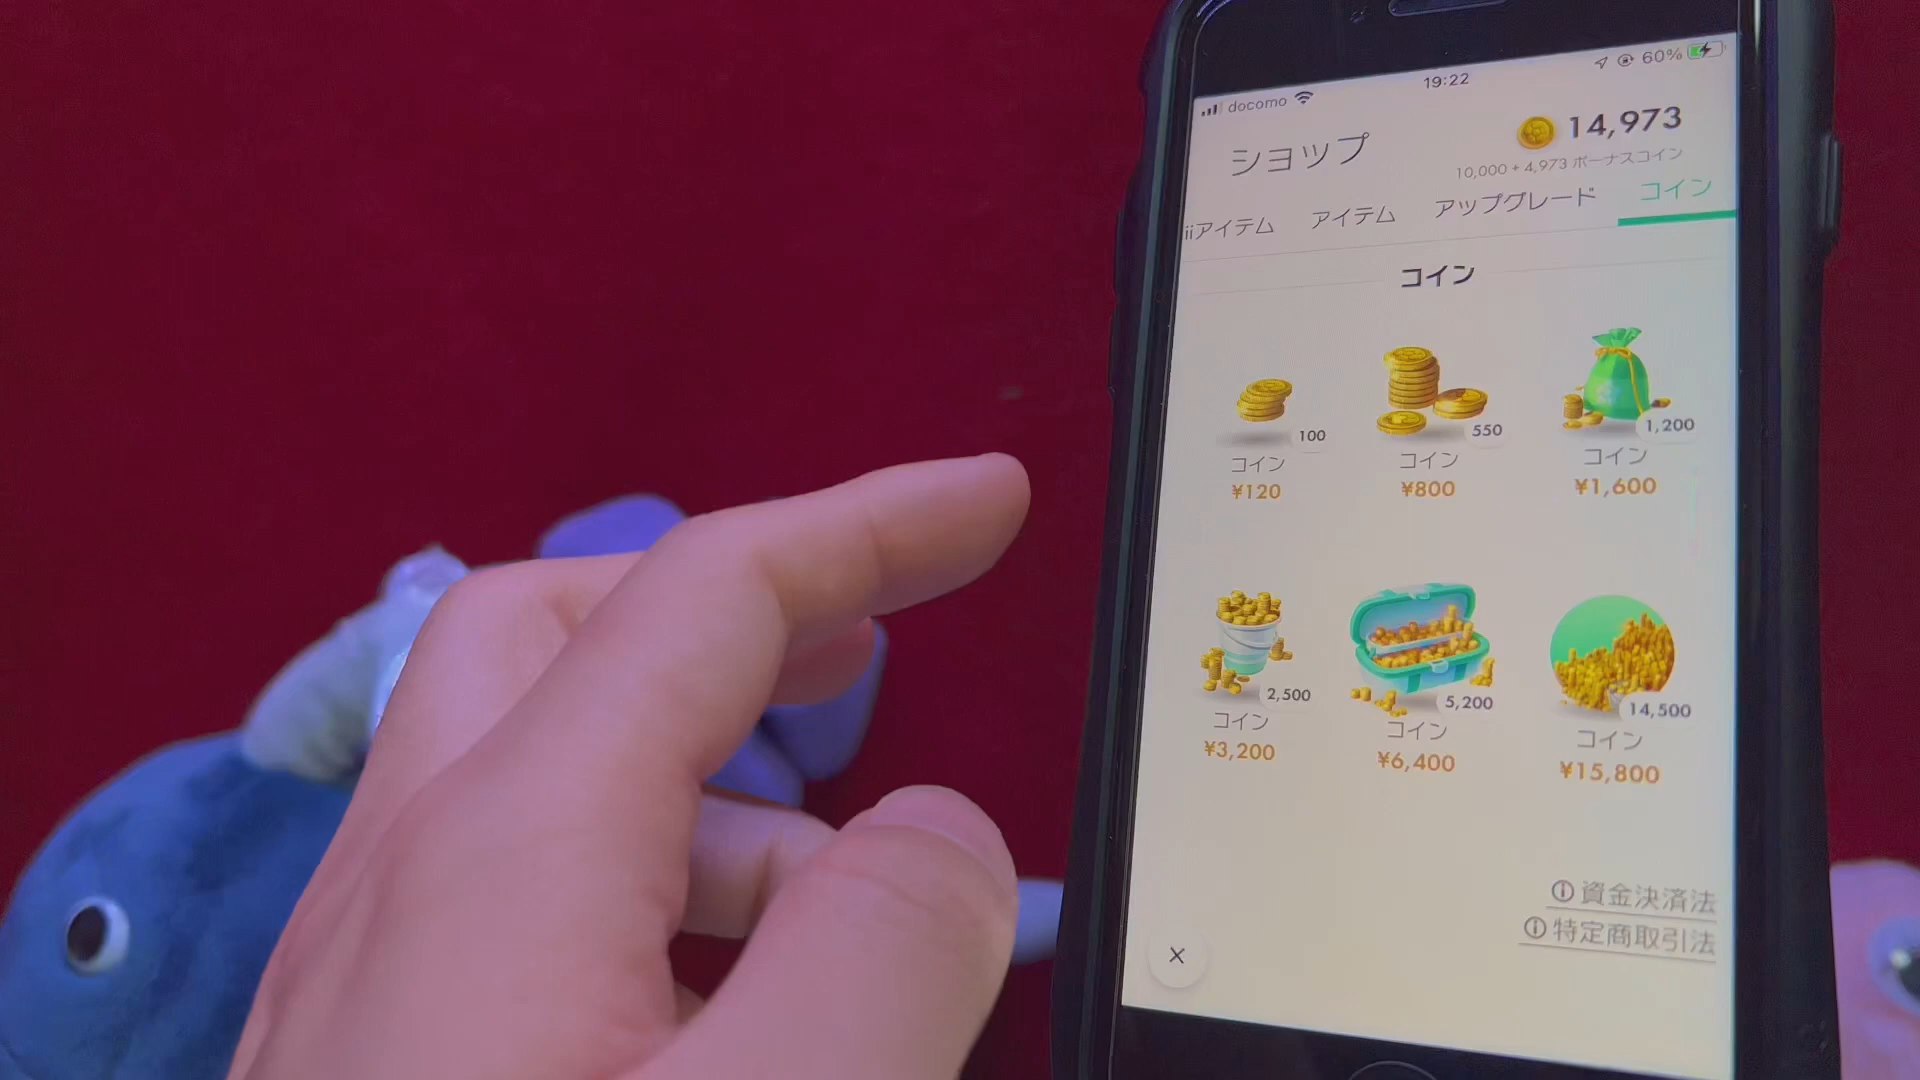 docomo 19:22 60%
ショップ 14,973
10,000 + 4,973 ボーナスコイン
iiアイテム アイテム アップグレード コイン
コイン
100 550 1,200
コイン コイン コイン
¥120 ¥800 ¥1,600
2,500 5,200 14,500
コイン コイン コイン
¥3,200 ¥6,400 ¥15,800
資金決済法
特定商取引法